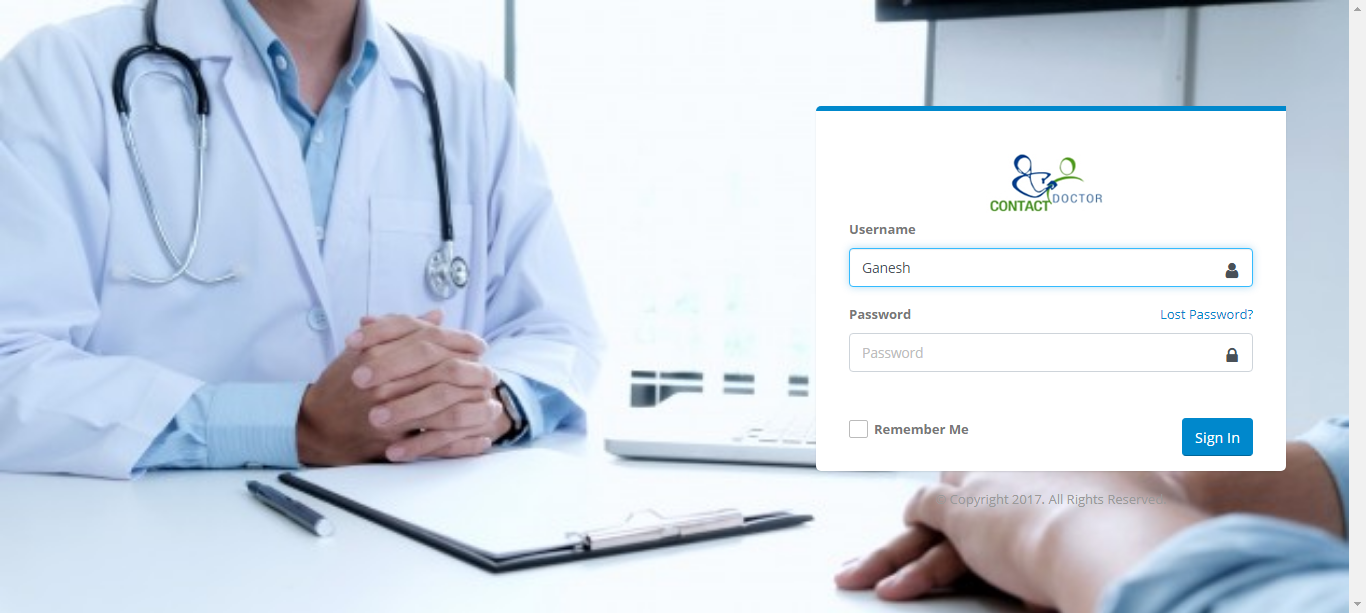 CONTACT DOCTOR
Username
Ganesh
Password Lost Password?
Password
Remember Me
Sign In
© Copyright 2017. All Rights Reserved.